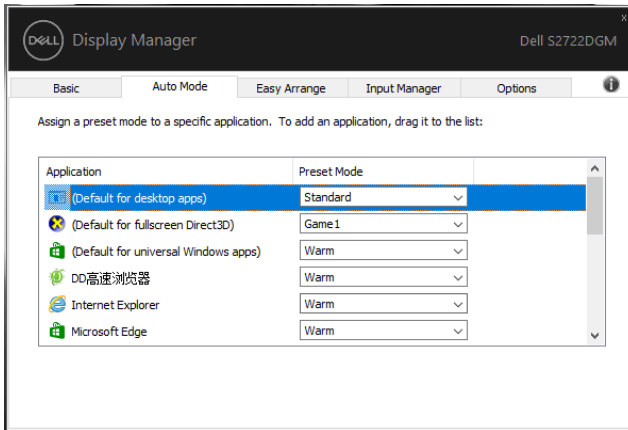 DELL Display Manager Dell S2722DGM
Basic Auto Mode Easy Arrange Input Manager Options
Assign a preset mode to a specific application. To add an application, drag it to the list:
Application Preset Mode
(Default for desktop apps) Standard
(Default for fullscreen Direct3D) Game1
(Default for universal Windows apps) Warm
DD高速浏览器 Warm
Internet Explorer Warm
Microsoft Edge Warm